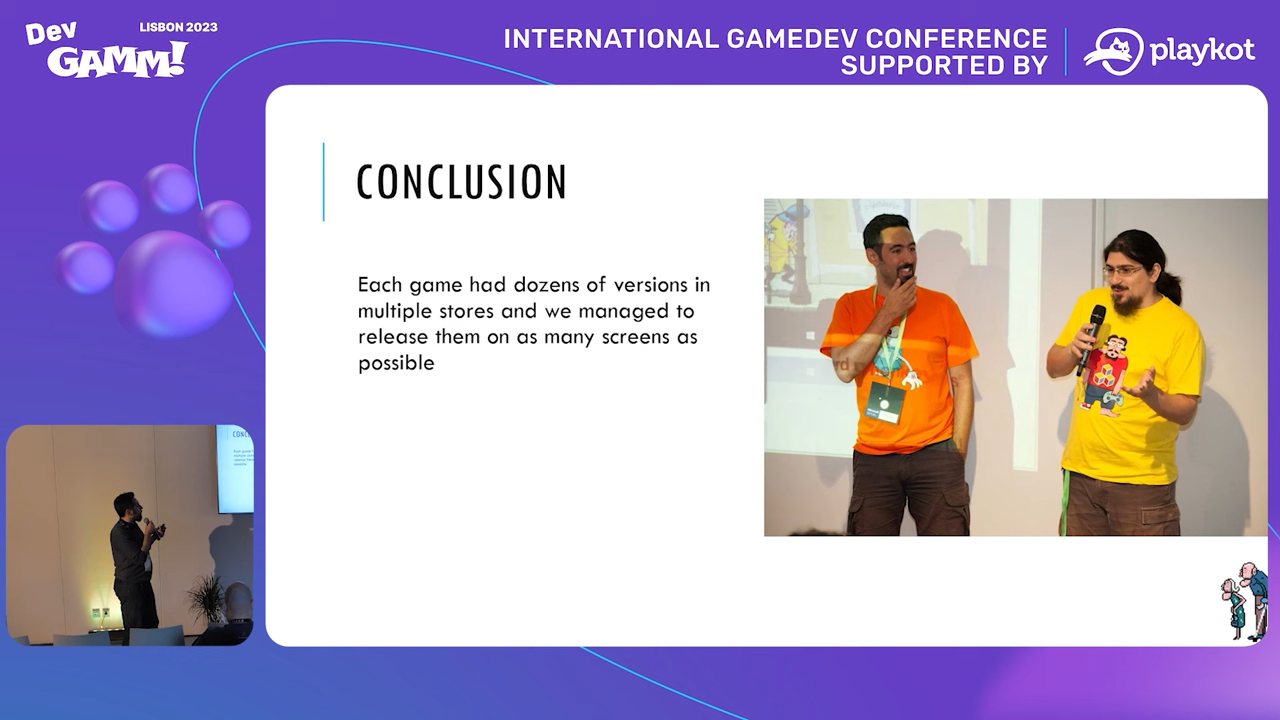 Dev
GAMM!
LISBON 2023
INTERNATIONAL GAMEDEV CONFERENCE
SUPPORTED BY
playkot
CONCLUSION
Each game had dozens of versions in
multiple stores and we managed to
release them on as many screens as
possible